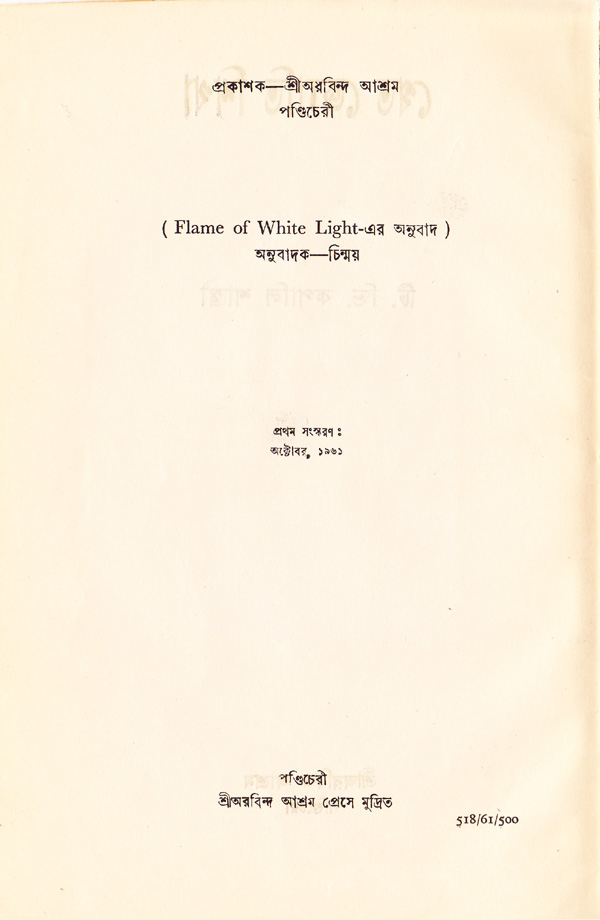 প্রকাশক—শ্রীঅরবিন্দ আশ্রম
পণ্ডিচেরী
( Flame of White Light-এর অনুবাদ )
অনুবাদক—চিন্ময়
প্রথম সংস্করণ :
অক্টোবর, ১৯৬১
পণ্ডিচেরী
শ্রীঅরবিন্দ আশ্রম প্রেসে মুদ্রিত
518/61/500